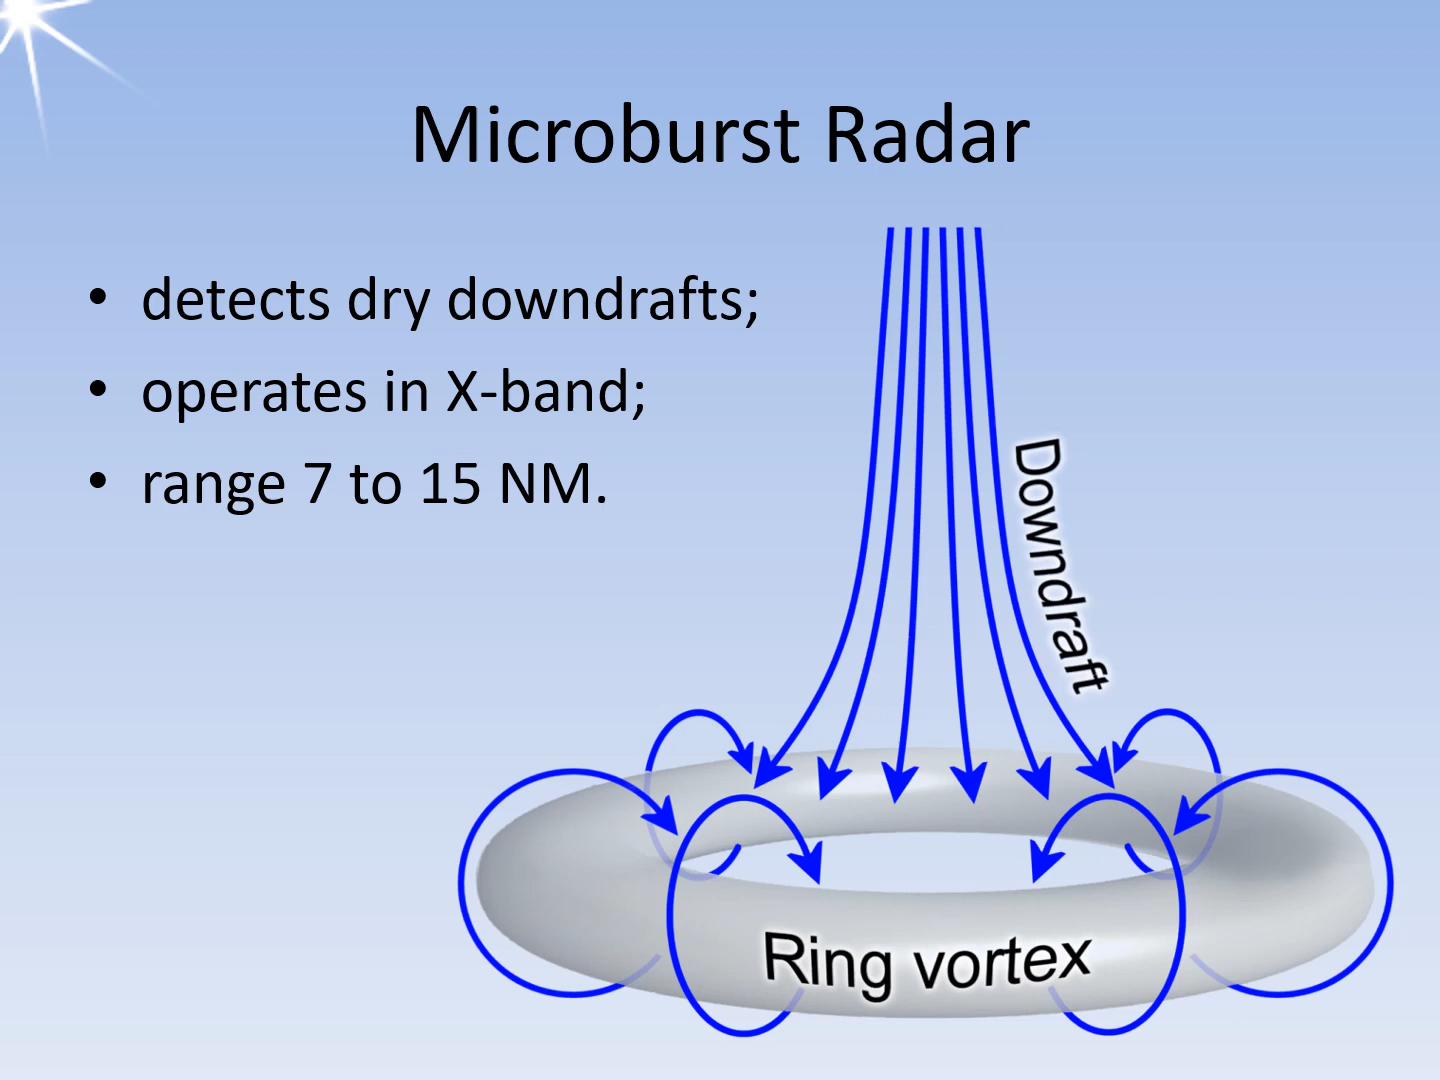 Microburst Radar
• detects dry downdrafts;
• operates in X-band;
• range 7 to 15 NM.
Downdraft
Ring vortex